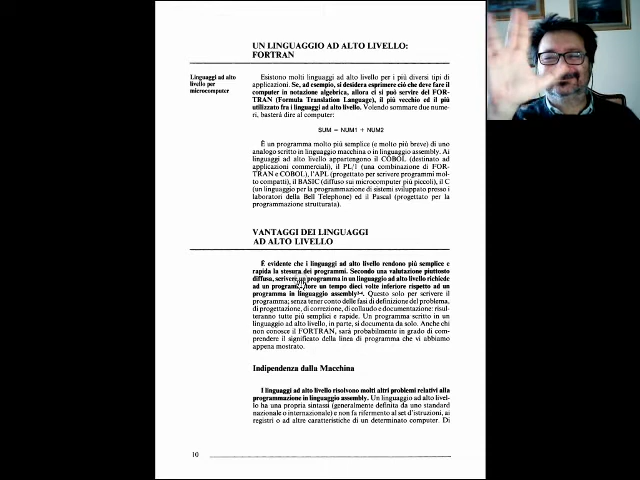 UN LINGUAGGIO AD ALTO LIVELLO:
FORTRAN
Linguaggi ad alto
livello per
microcomputer
Esistono molti linguaggi ad alto livello per i più diversi tipi di
applicazioni. Se, ad esempio, si desidera esprimere ciò che deve fare il
computer in notazione algebrica, allora ci si può servire del FOR-
TRAN (Formula Translation Language), il più vecchio ed il più
utilizzato fra i linguaggi ad alto livello. Volendo sommare due nume-
ri, basterà dire al computer:
SUM = NUM1 + NUM2
È un programma molto più semplice (e molto più breve) di uno
analogo scritto in linguaggio macchina o in linguaggio assembly. Ai
linguaggi ad alto livello appartengono il COBOL (destinato ad
applicazioni commerciali), il PL/1 (una combinazione di FOR-
TRAN e COBOL), l'APL (progettato per scrivere programmi mol-
to compatti), il BASIC (diffuso sui microcomputer più piccoli), il C
(un linguaggio per la programmazione di sistemi sviluppato presso i
laboratori della Bell Telephone) ed il Pascal (progettato per la
programmazione strutturata).
VANTAGGI DEI LINGUAGGI
AD ALTO LIVELLO
È evidente che i linguaggi ad alto livello rendono più semplice e
rapida la stesura dei programmi. Secondo una valutazione piuttosto
diffusa, scrivere un programma in un linguaggio ad alto livello richiede
ad un programmatore un tempo dieci volte inferiore rispetto ad un
programma in linguaggio assembly. Questo solo per scrivere il
programma; senza tener conto delle fasi di definizione del problema,
di progettazione, di correzione, di collaudo e documentazione: risul-
teranno tutte più semplici e rapide. Un programma scritto in un
linguaggio ad alto livello, in parte, si documenta da solo. Anche chi
non conosce il FORTRAN, sarà probabilmente in grado di com-
prendere il significato della linea di programma che vi abbiamo
appena mostrato.
Indipendenza dalla Macchina
I linguaggi ad alto livello risolvono molti altri problemi relativi alla
programmazione in linguaggio assembly. Un linguaggio ad alto livel-
lo ha una propria sintassi (generalmente definita da uno standard
nazionale o internazionale) e non fa riferimento al set d'istruzioni, ai
registri o ad altre caratteristiche di un determinato computer. Di
10